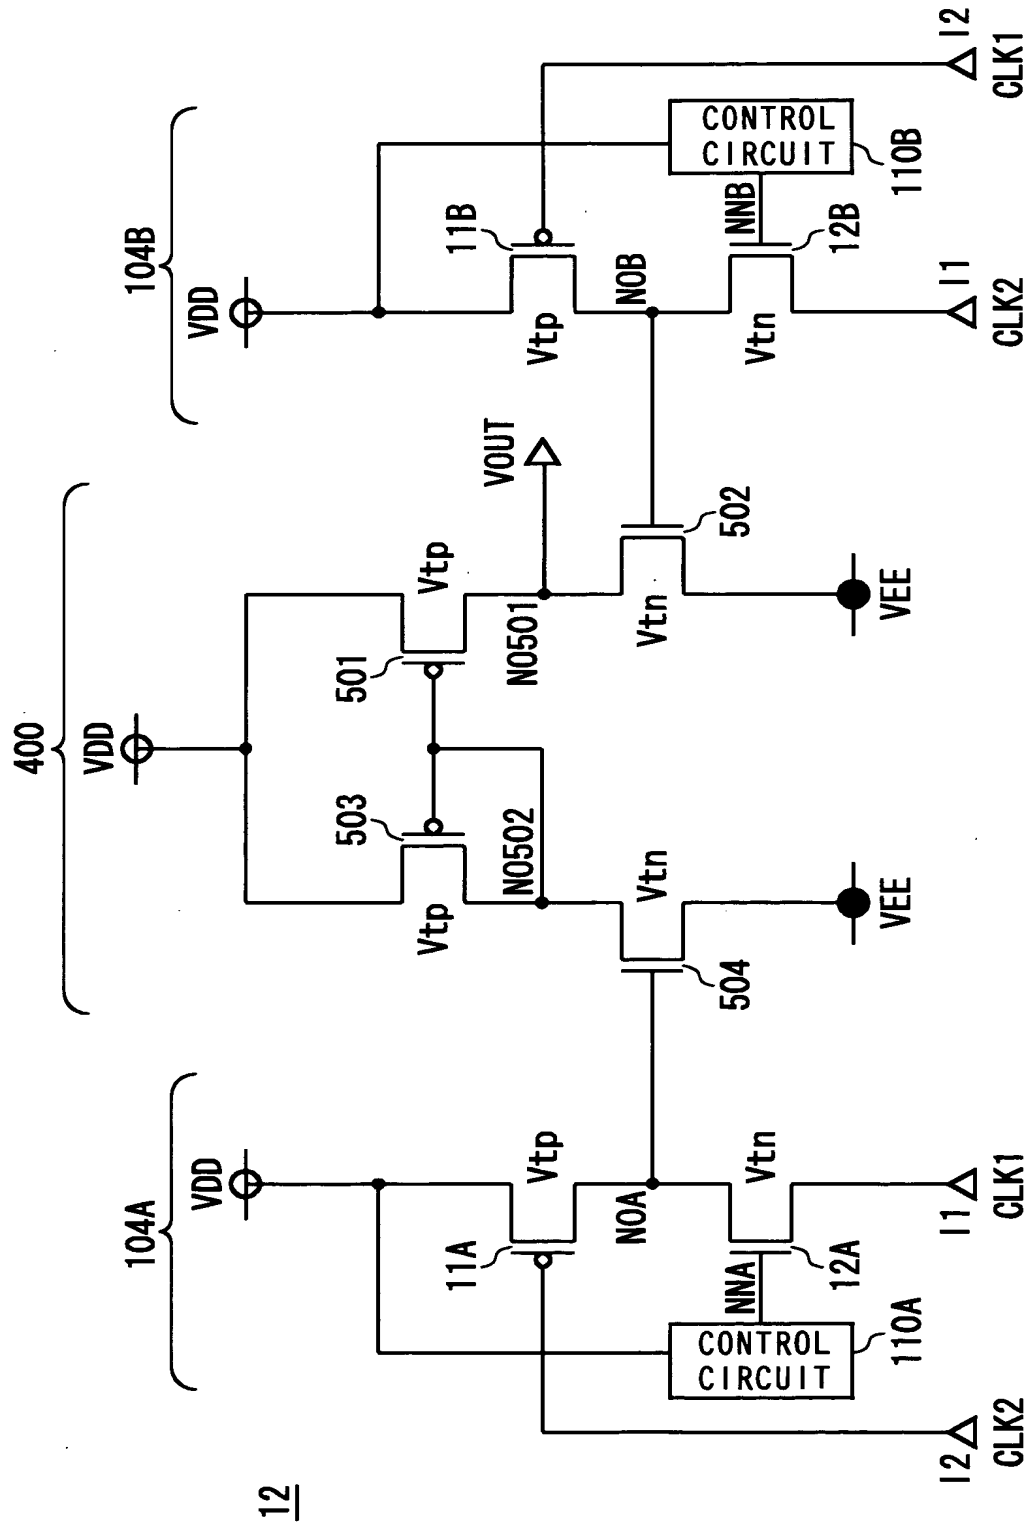 400
VDD
104A
104B
VDD
VDD
12
503
501
Vtp
Vtp
11A
11B
VOUT
NO502
NO501
Vtp
Vtp
NOA
NOB
Vtn
Vtn
CONTROL
CIRCUIT
CONTROL
CIRCUIT
504
502
NNA
NNB
Vtn
Vtn
12A
12B
VEE
VEE
110A
110B
I2
I1
I1
I2
CLK2
CLK1
CLK2
CLK1